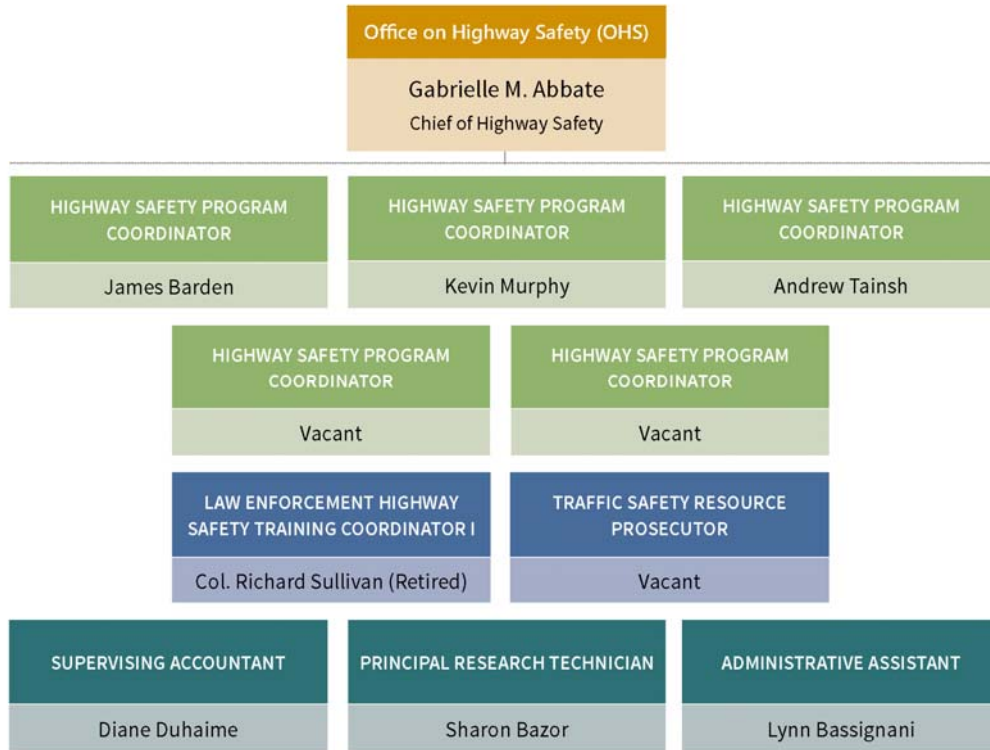 Office on Highway Safety (OHS)
Gabrielle M. Abbate
Chief of Highway Safety
HIGHWAY SAFETY PROGRAM
COORDINATOR
James Barden
HIGHWAY SAFETY PROGRAM
COORDINATOR
Kevin Murphy
HIGHWAY SAFETY PROGRAM
COORDINATOR
Andrew Tainsh
HIGHWAY SAFETY PROGRAM
COORDINATOR
Vacant
HIGHWAY SAFETY PROGRAM
COORDINATOR
Vacant
LAW ENFORCEMENT HIGHWAY
SAFETY TRAINING COORDINATOR I
Col. Richard Sullivan (Retired)
TRAFFIC SAFETY RESOURCE
PROSECUTOR
Vacant
SUPERVISING ACCOUNTANT
Diane Duhaime
PRINCIPAL RESEARCH TECHNICIAN
Sharon Bazor
ADMINISTRATIVE ASSISTANT
Lynn Bassignani